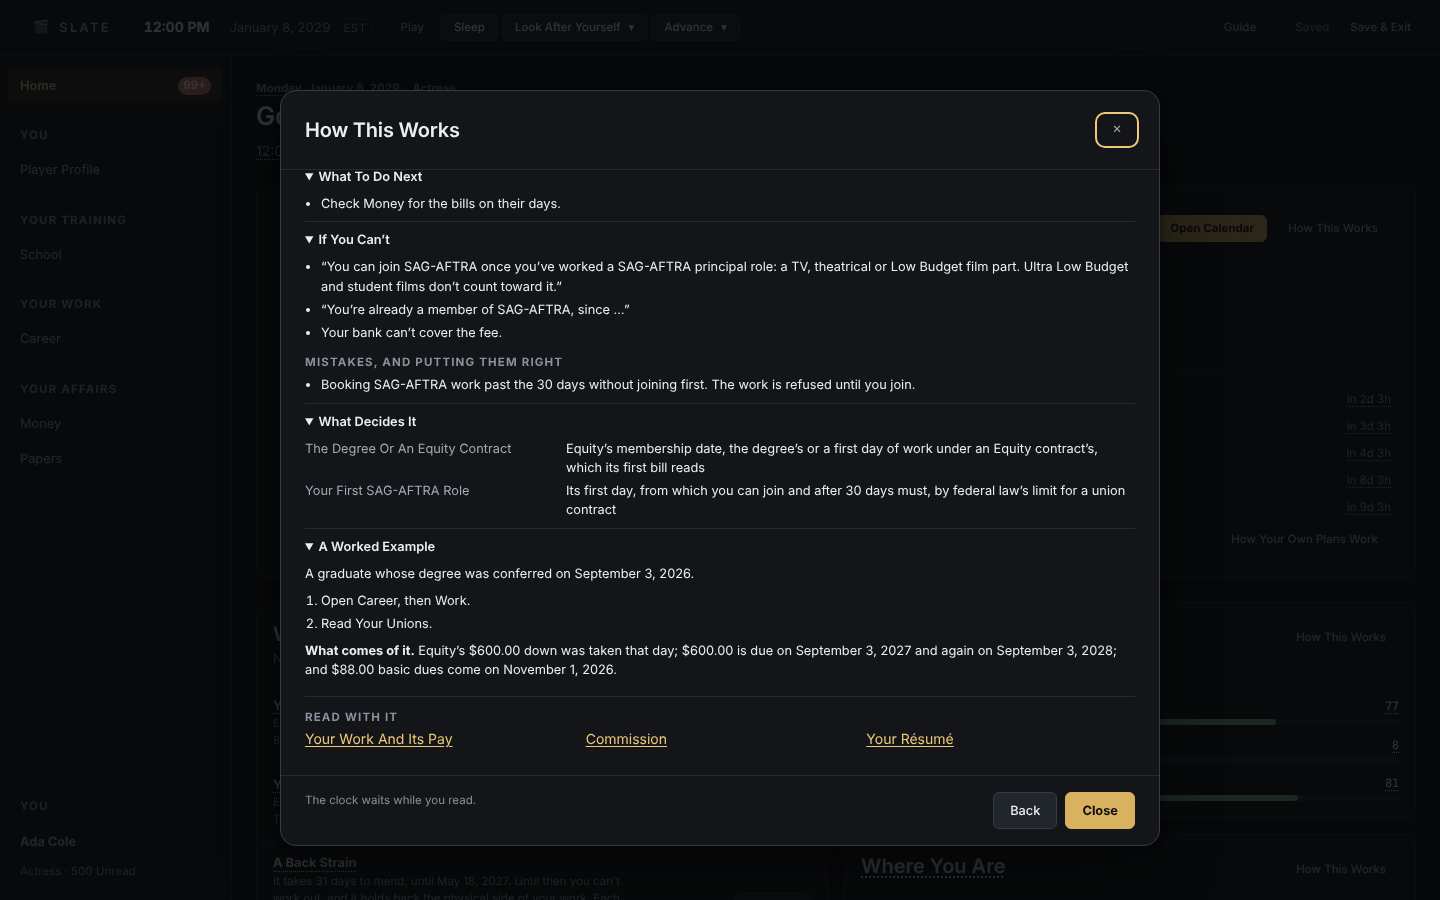 SLATE
12:00 PM
January 8, 2029 EST
Play
Sleep
Look After Yourself ▾
Advance ▾
Guide
Saved
Save & Exit
Home
99+
YOU
Player Profile
YOUR TRAINING
School
YOUR WORK
Career
YOUR AFFAIRS
Money
Papers
YOU
Ada Cole
Actress · 500 Unread
Monday, January 8, 2029 · Actress
How This Works
×
What To Do Next
• Check Money for the bills on their days.
If You Can’t
• “You can join SAG-AFTRA once you’ve worked a SAG-AFTRA principal role: a TV, theatrical or Low Budget film part. Ultra Low Budget
and student films don’t count toward it.”
• “You’re already a member of SAG-AFTRA, since …”
• Your bank can’t cover the fee.
MISTAKES, AND PUTTING THEM RIGHT
• Booking SAG-AFTRA work past the 30 days without joining first. The work is refused until you join.
What Decides It
The Degree Or An Equity Contract
Equity’s membership date, the degree’s or a first day of work under an Equity contract’s,
which its first bill reads
Your First SAG-AFTRA Role
Its first day, from which you can join and after 30 days must, by federal law’s limit for a union
contract
A Worked Example
A graduate whose degree was conferred on September 3, 2026.
1. Open Career, then Work.
2. Read Your Unions.
What comes of it. Equity’s $600.00 down was taken that day; $600.00 is due on September 3, 2027 and again on September 3, 2028;
and $88.00 basic dues come on November 1, 2026.
READ WITH IT
Your Work And Its Pay
Commission
Your Résumé
The clock waits while you read.
Back
Close
Open Calendar
How This Works
in 2d 3h
in 3d 3h
in 4d 3h
in 8d 3h
in 9d 3h
How Your Own Plans Work
How This Works
77
8
81
A Back Strain
It takes 31 days to mend, until May 18, 2027. Until then you can’t
Where You Are
How This Works